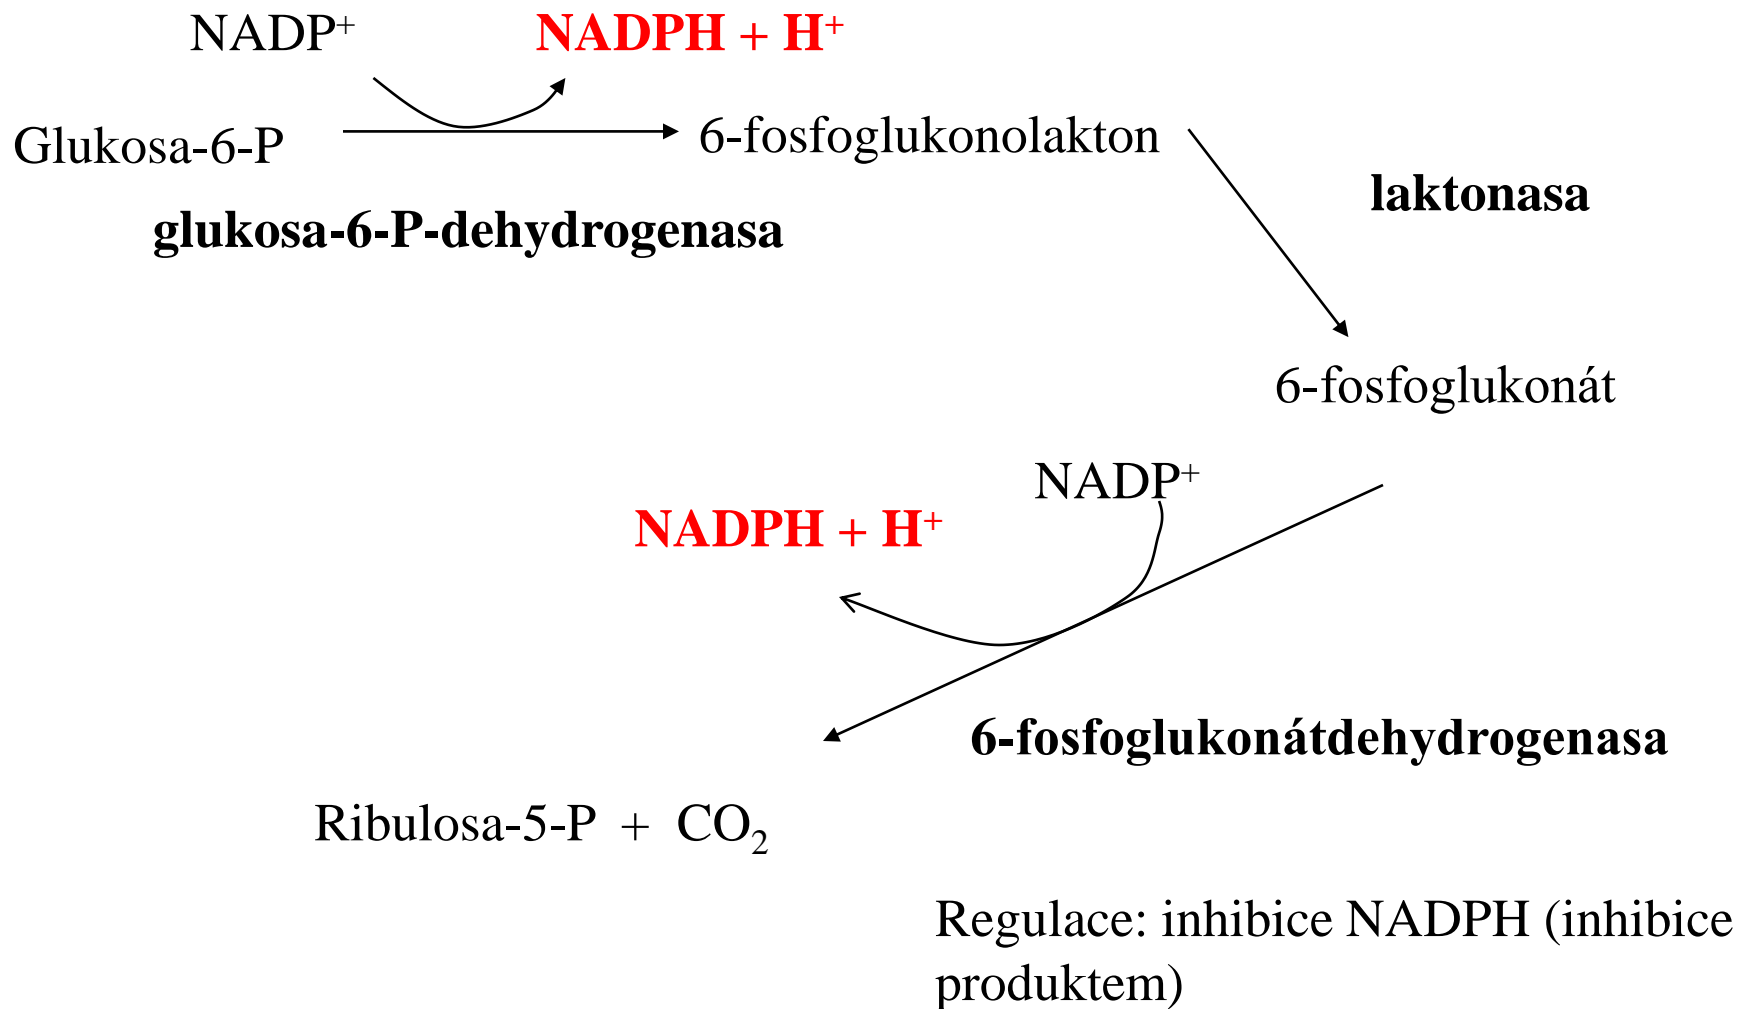 NADP⁺ NADPH + H⁺
Glukosa-6-P 6-fosfoglukonolakton
laktonasa
glukosa-6-P-dehydrogenasa
6-fosfoglukonát
NADP⁺
NADPH + H⁺
6-fosfoglukonátdehydrogenasa
Ribulosa-5-P + CO₂
Regulace: inhibice NADPH (inhibice
produktem)